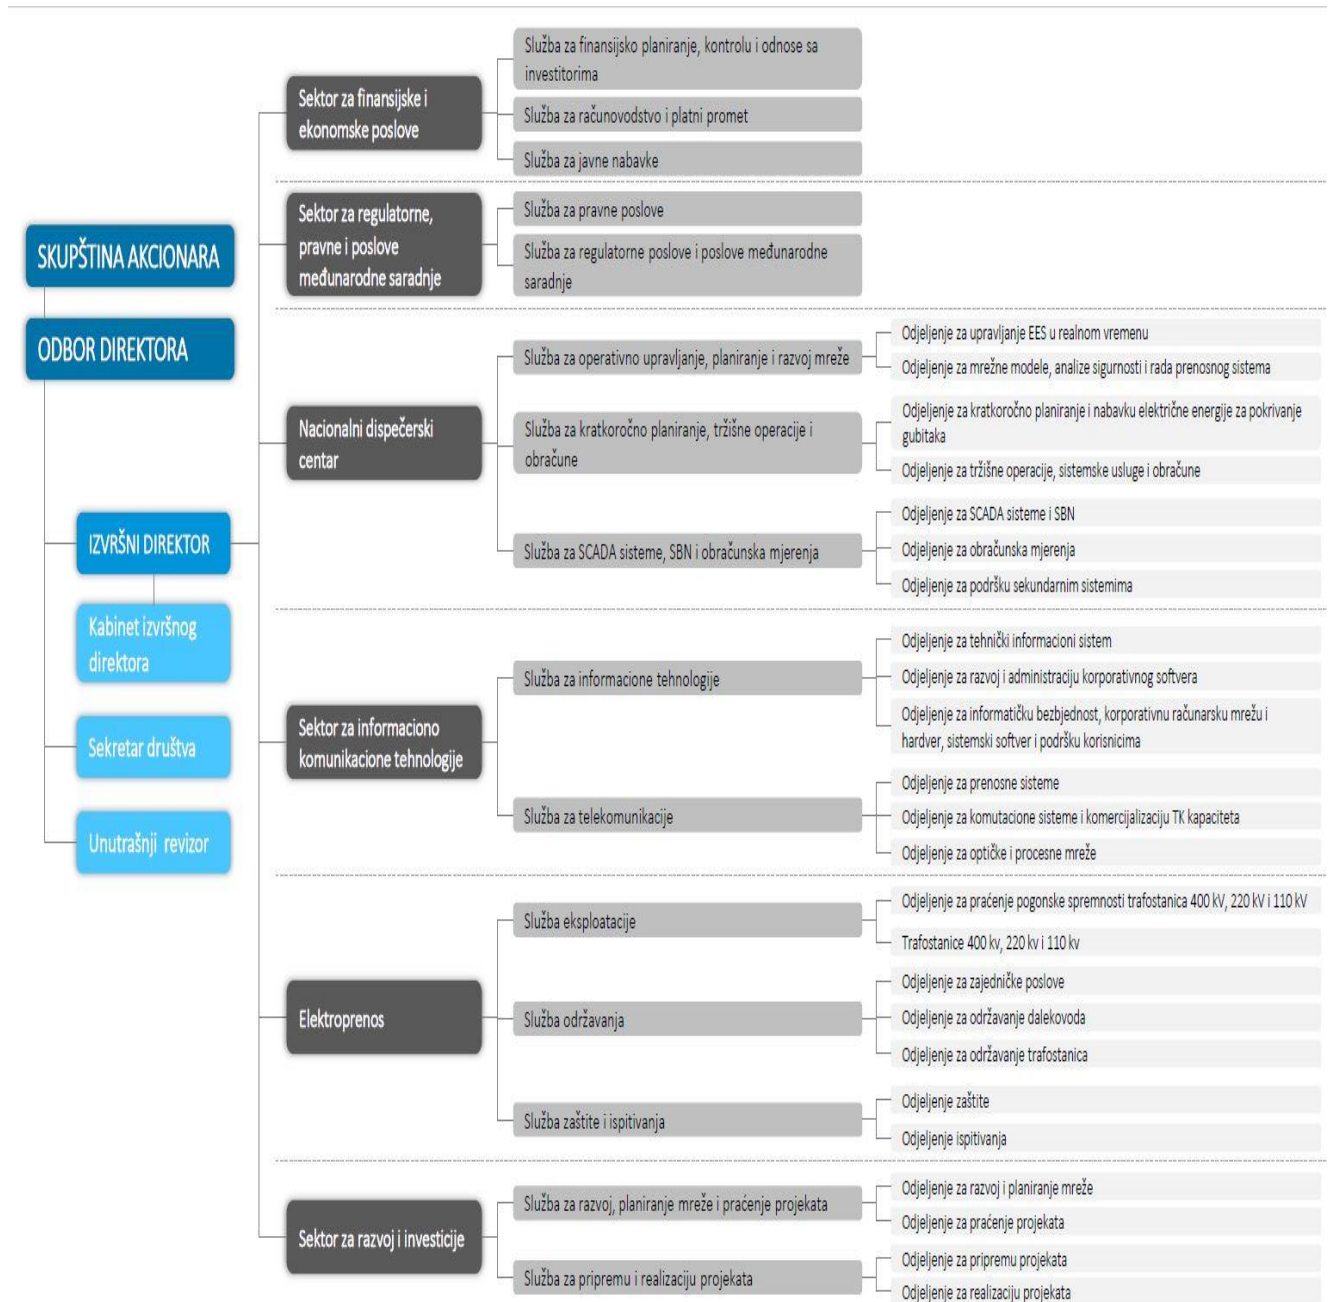 SKUPŠTINA AKCIONARA
ODBOR DIREKTORA
IZVRŠNI DIREKTOR
Kabinet izvršnog
direktora
Sekretar društva
Unutrašnji revizor
Sektor za finansijske i
ekonomske poslove
Služba za finansijsko planiranje, kontrolu i odnose sa
investitorima
Služba za računovodstvo i platni promet
Služba za javne nabavke
Sektor za regulatorne,
pravne i poslove
međunarodne saradnje
Služba za pravne poslove
Služba za regulatorne poslove i poslove međunarodne
saradnje
Nacionalni dispečerski
centar
Služba za operativno upravljanje, planiranje i razvoj mreže
Odjeljenje za upravljanje EES u realnom vremenu
Odjeljenje za mrežne modele, analize sigurnosti i rada prenosnog sistema
Služba za kratkoročno planiranje, tržišne operacije i
obračune
Odjeljenje za kratkoročno planiranje i nabavku električne energije za pokrivanje
gubitaka
Odjeljenje za tržišne operacije, sistemske usluge i obračune
Služba za SCADA sisteme, SBN i obračunska mjerenja
Odjeljenje za SCADA sisteme i SBN
Odjeljenje za obračunska mjerenja
Odjeljenje za podršku sekundarnim sistemima
Sektor za informaciono
komunikacione tehnologije
Služba za informacione tehnologije
Odjeljenje za tehnički informacioni sistem
Odjeljenje za razvoj i administraciju korporativnog softvera
Odjeljenje za informatičku bezbjednost, korporativnu računarsku mrežu i
hardver, sistemski softver i podršku korisnicima
Služba za telekomunikacije
Odjeljenje za prenosne sisteme
Odjeljenje za komutacione sisteme i komercijalizaciju TK kapaciteta
Odjeljenje za optičke i procesne mreže
Elektroprenos
Služba eksploatacije
Odjeljenje za praćenje pogonske spremnosti trafostanica 400 kV, 220 kV i 110 kV
Trafostanice 400 kv, 220 kv i 110 kv
Služba održavanja
Odjeljenje za zajedničke poslove
Odjeljenje za održavanje dalekovoda
Odjeljenje za održavanje trafostanica
Služba zaštite i ispitivanja
Odjeljenje zaštite
Odjeljenje ispitivanja
Sektor za razvoj i investicije
Služba za razvoj, planiranje mreže i praćenje projekata
Odjeljenje za razvoj i planiranje mreže
Odjeljenje za praćenje projekata
Služba za pripremu i realizaciju projekata
Odjeljenje za pripremu projekata
Odjeljenje za realizaciju projekata